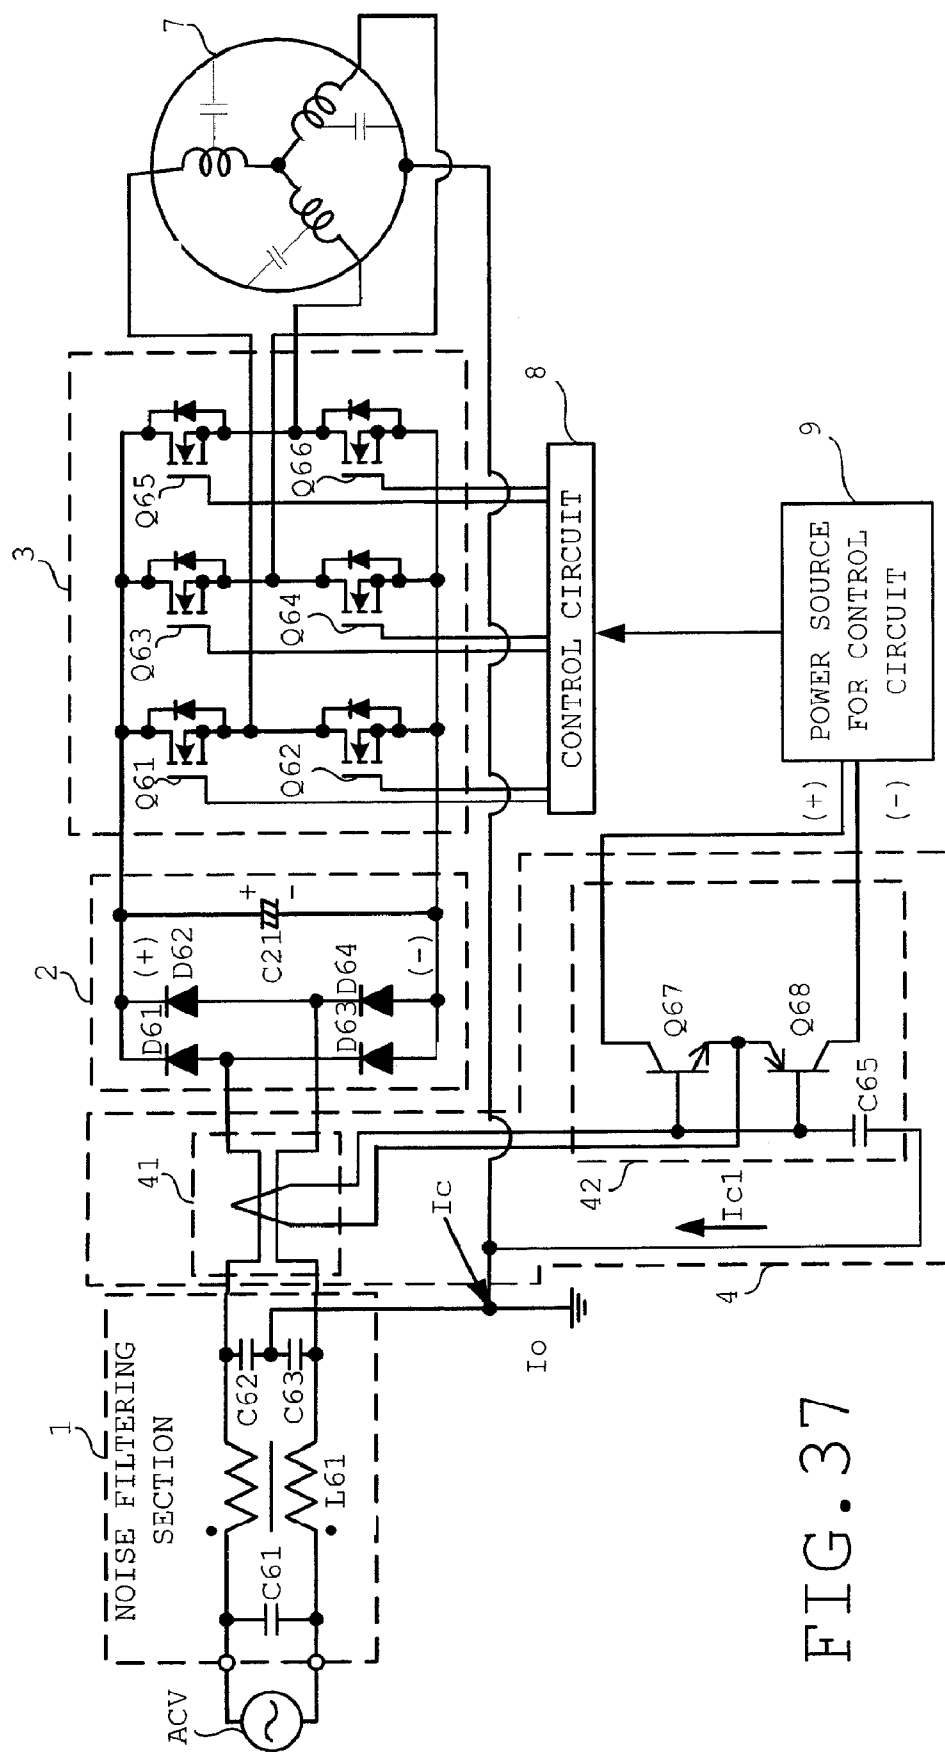 ACV
1
NOISE FILTERING
SECTION
C61
L61
C62
C63
Io
Ic
41
2
D61
(+)
D62
D63
D64
(-)
C21
+
-
3
Q61
Q62
Q63
Q64
Q65
Q66
7
8
CONTROL CIRCUIT
9
POWER SOURCE
FOR CONTROL
CIRCUIT
(+)
(-)
Q67
Q68
C65
42
Ic1
4
FIG.37